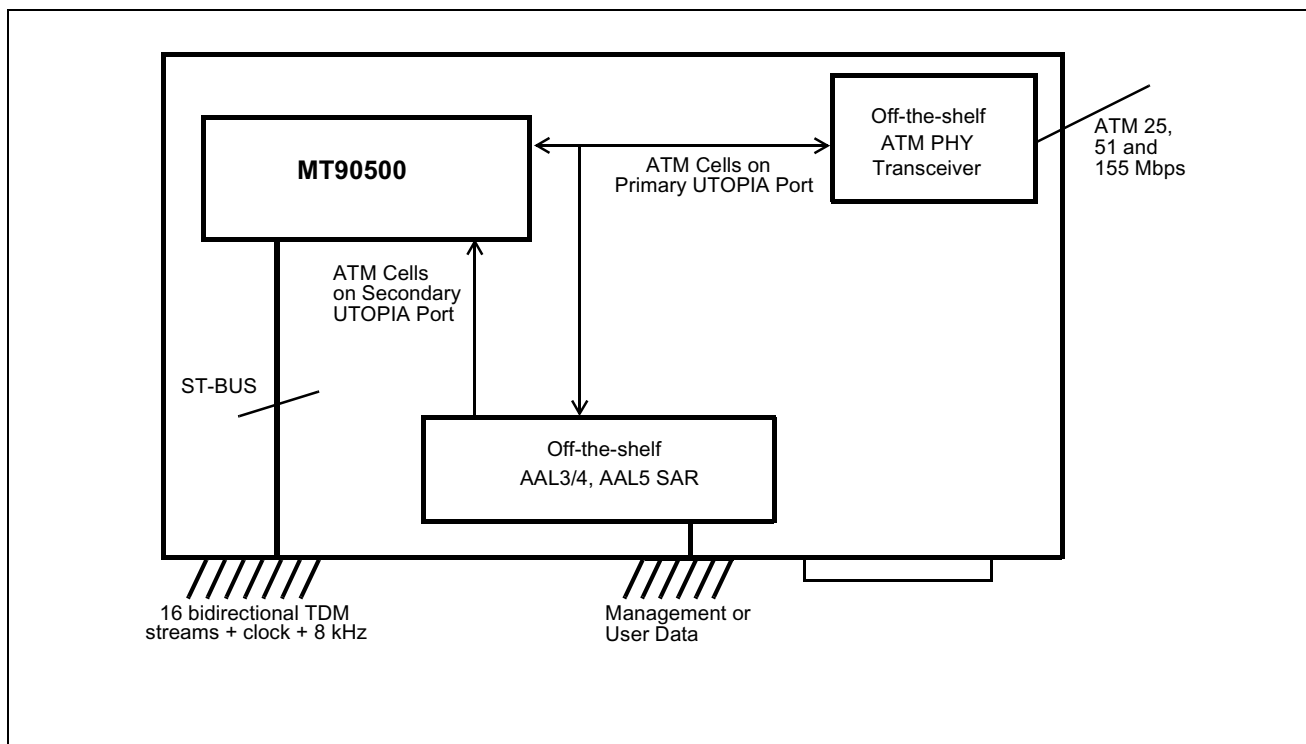 MT90500
Off-the-shelf
ATM PHY
Transceiver
ATM 25,
51 and
155 Mbps
ATM Cells on
Primary UTOPIA Port
ATM Cells
on Secondary
UTOPIA Port
ST-BUS
Off-the-shelf
AAL3/4, AAL5 SAR
16 bidirectional TDM
streams + clock + 8 kHz
Management or
User Data